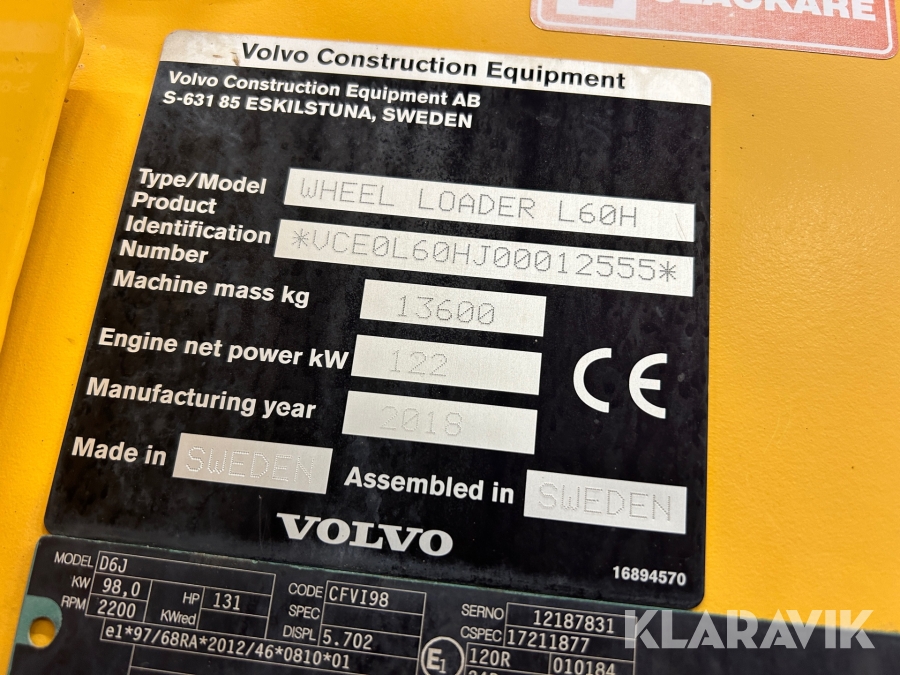 GLÄCKARE
Volvo Construction Equipment
Volvo Construction Equipment AB
S-631 85 ESKILSTUNA, SWEDEN
Type/Model WHEEL LOADER L60H
Product
Identification
Number *VCE0L60HJ00012555*
Machine mass kg 13600
Engine net power kW 122
Manufacturing year 2018
Made in SWEDEN Assembled in SWEDEN
VOLVO
16894570
MODEL D6J
KW 98,0 HP 131 CODE CFVI98 SERNO 12187831
RPM 2200 KWred SPEC CSPEC 17211877
DISPL 5.702 120R 010184
e1*97/68RA*2012/46*0810*01 E1
KLARAVIK